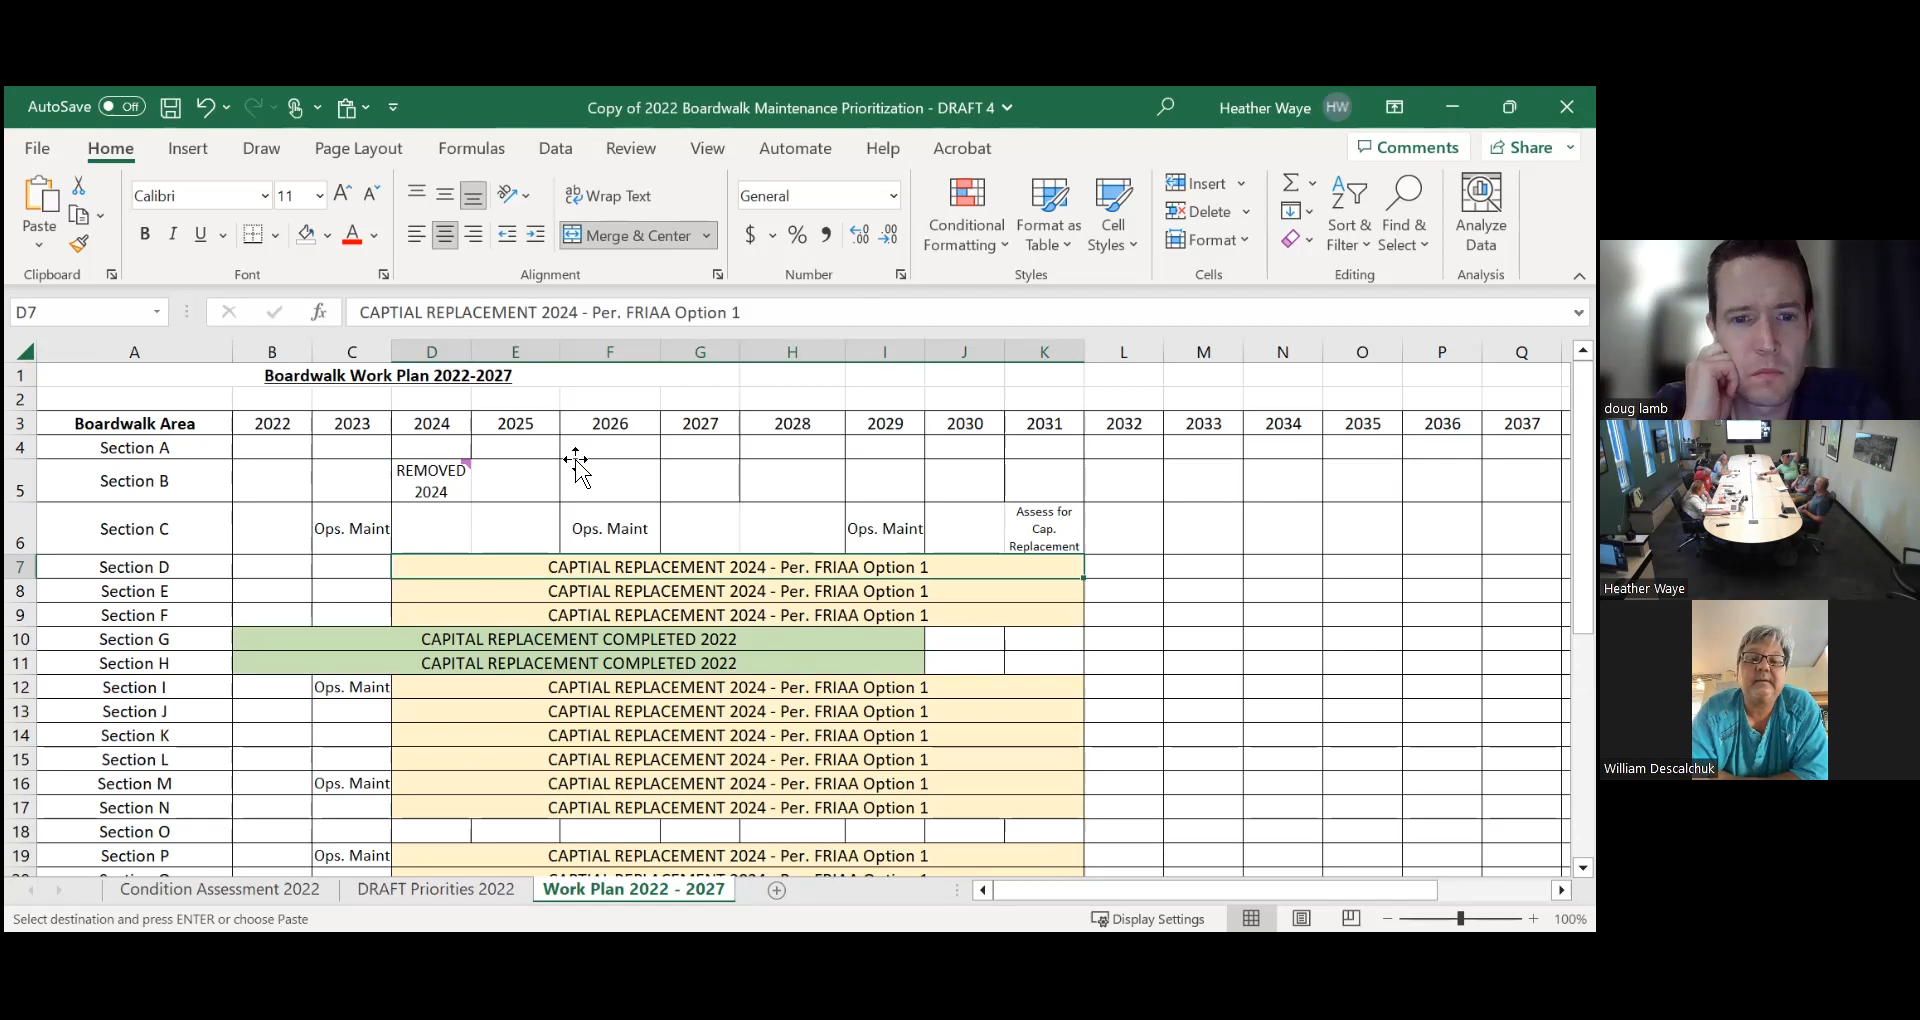 AutoSave Off Copy of 2022 Boardwalk Maintenance Prioritization - DRAFT 4 Heather Waye HW
File Home Insert Draw Page Layout Formulas Data Review View Automate Help Acrobat Comments Share
Paste Calibri 11 Wrap Text General Conditional Formatting Format as Table Cell Styles Insert Sort & Filter Find & Select Analyze Data
B I U Merge & Center $ % , Delete
Format
Clipboard Font Alignment Number Styles Cells Editing Analysis
D7 fx CAPTIAL REPLACEMENT 2024 - Per. FRIAA Option 1
A B C D E F G H I J K L M N O P Q
1 Boardwalk Work Plan 2022-2027
2
3 Boardwalk Area 2022 2023 2024 2025 2026 2027 2028 2029 2030 2031 2032 2033 2034 2035 2036 2037
4 Section A
5 Section B REMOVED 2024
6 Section C Ops. Maint Ops. Maint Ops. Maint Assess for Cap. Replacement
7 Section D CAPTIAL REPLACEMENT 2024 - Per. FRIAA Option 1
8 Section E CAPTIAL REPLACEMENT 2024 - Per. FRIAA Option 1
9 Section F CAPTIAL REPLACEMENT 2024 - Per. FRIAA Option 1
10 Section G CAPITAL REPLACEMENT COMPLETED 2022
11 Section H CAPITAL REPLACEMENT COMPLETED 2022
12 Section I Ops. Maint CAPTIAL REPLACEMENT 2024 - Per. FRIAA Option 1
13 Section J CAPTIAL REPLACEMENT 2024 - Per. FRIAA Option 1
14 Section K CAPTIAL REPLACEMENT 2024 - Per. FRIAA Option 1
15 Section L CAPTIAL REPLACEMENT 2024 - Per. FRIAA Option 1
16 Section M Ops. Maint CAPTIAL REPLACEMENT 2024 - Per. FRIAA Option 1
17 Section N CAPTIAL REPLACEMENT 2024 - Per. FRIAA Option 1
18 Section O
19 Section P Ops. Maint CAPTIAL REPLACEMENT 2024 - Per. FRIAA Option 1
Condition Assessment 2022 DRAFT Priorities 2022 Work Plan 2022 - 2027
Select destination and press ENTER or choose Paste Display Settings 100%
doug lamb
Heather Waye
William Descalchuk